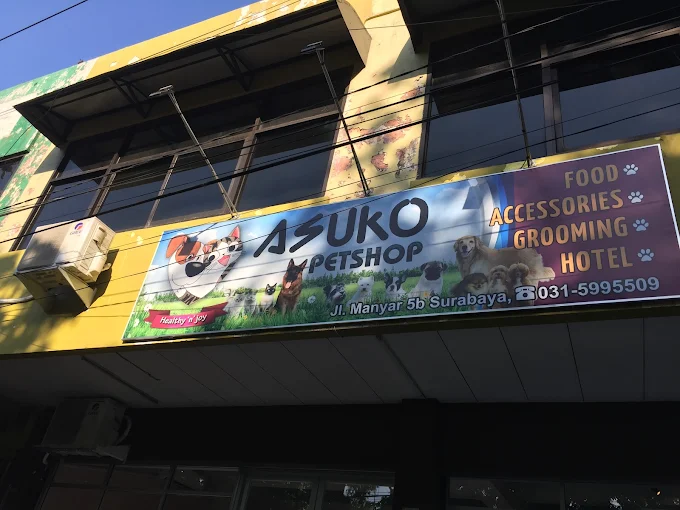 ASUKO
PETSHOP
Healthy n joy
Jl. Manyar 5b Surabaya, ☎031-5995509
FOOD
ACCESSORIES
GROOMING
HOTEL